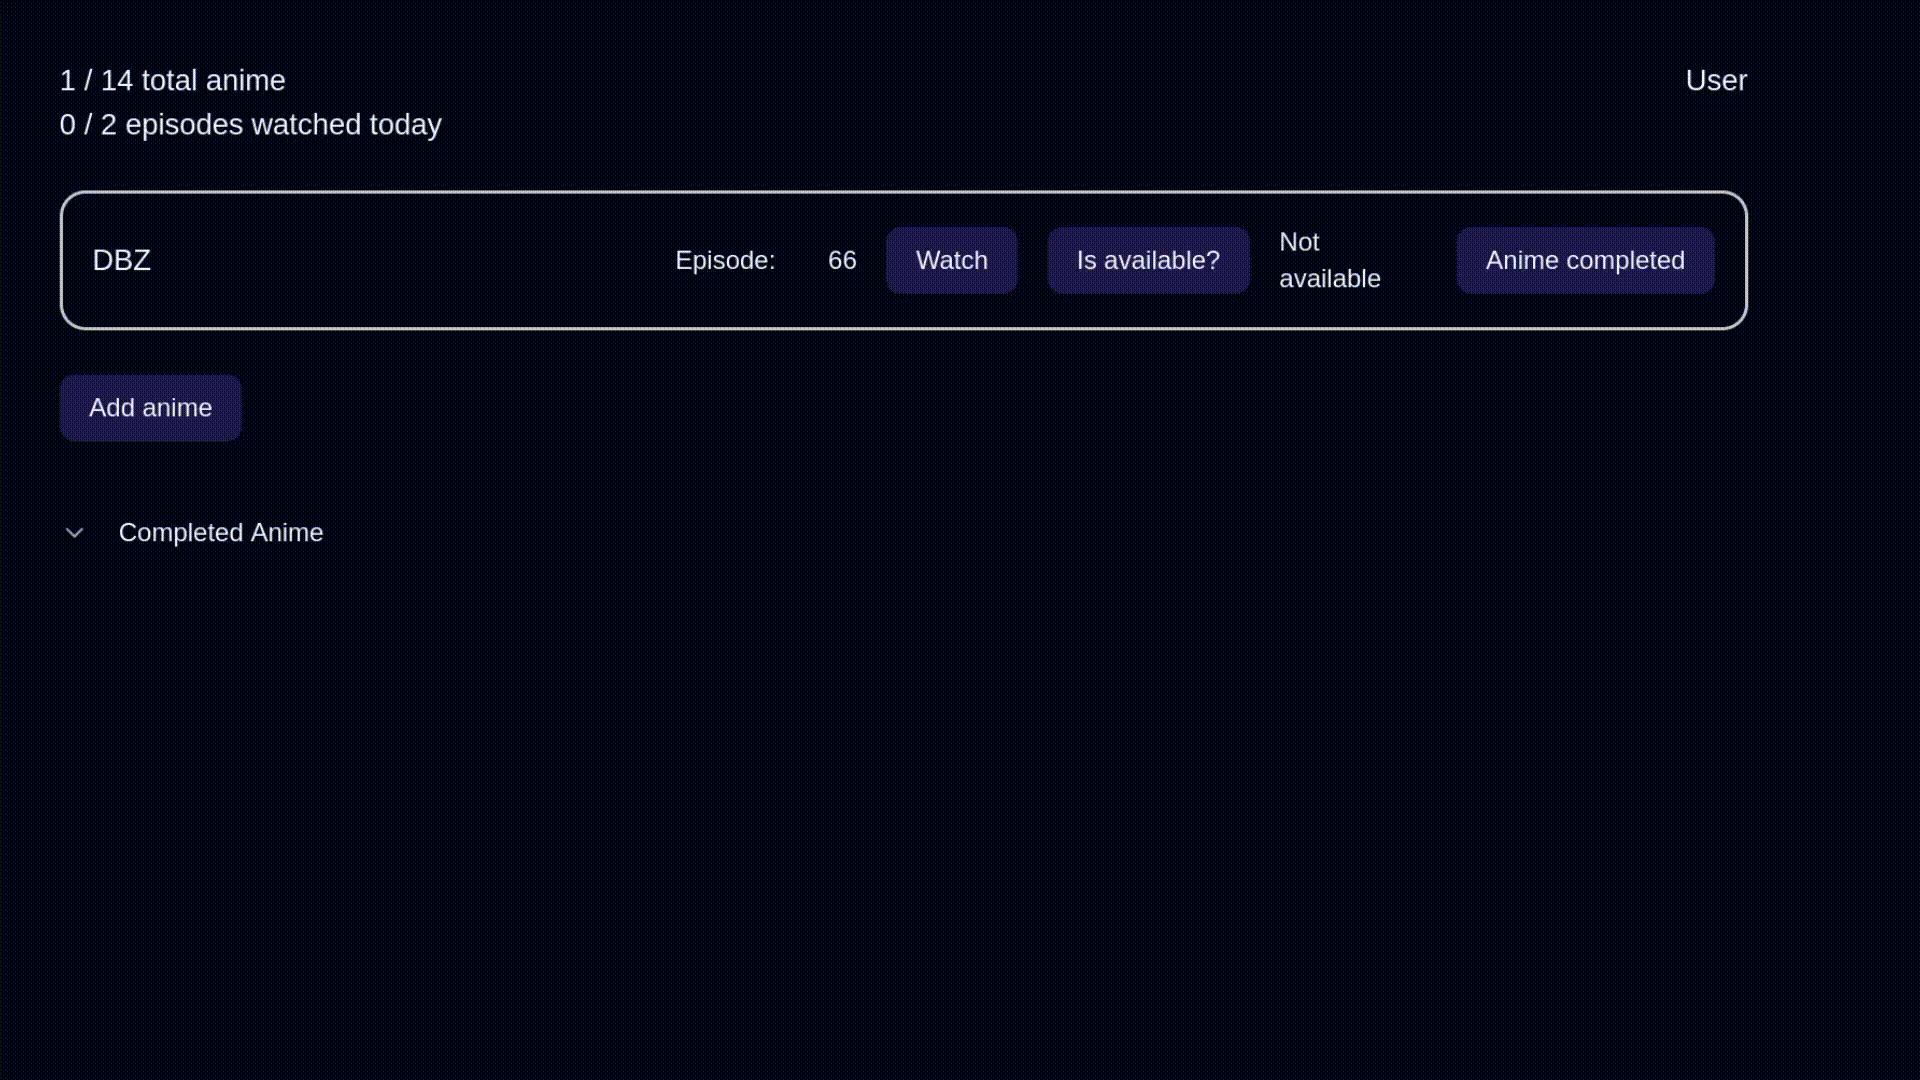 1 / 14 total anime
User
0 / 2 episodes watched today
DBZ
Episode:
66
Watch
Is available?
Not
available
Anime completed
Add anime
Completed Anime